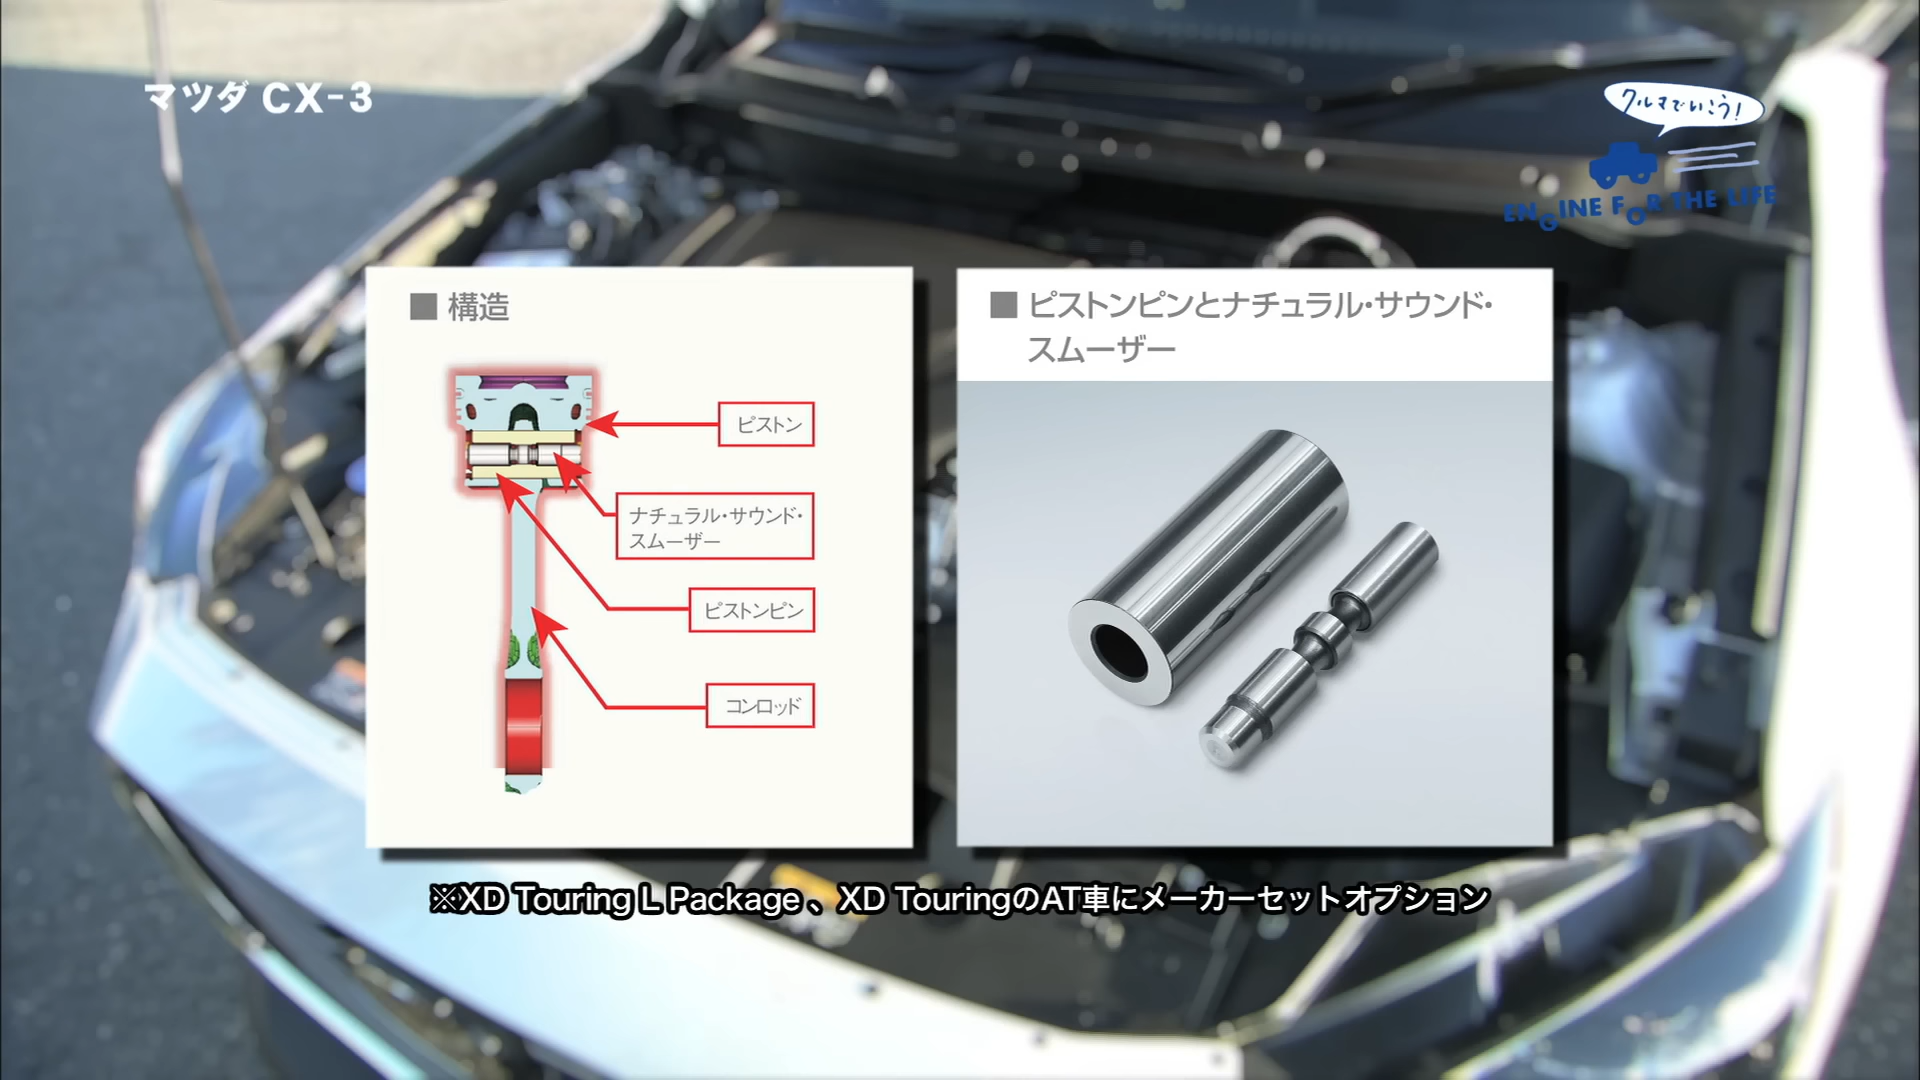 マツダ CX-3
クルマでいこう!
ENGINE FOR THE LIFE
■ 構造
ピストン
ナチュラル・サウンド・
スムーザー
ピストンピン
コンロッド
■ ピストンピンとナチュラル・サウンド・
スムーザー
※XD Touring L Package 、XD TouringのAT車にメーカーセットオプション